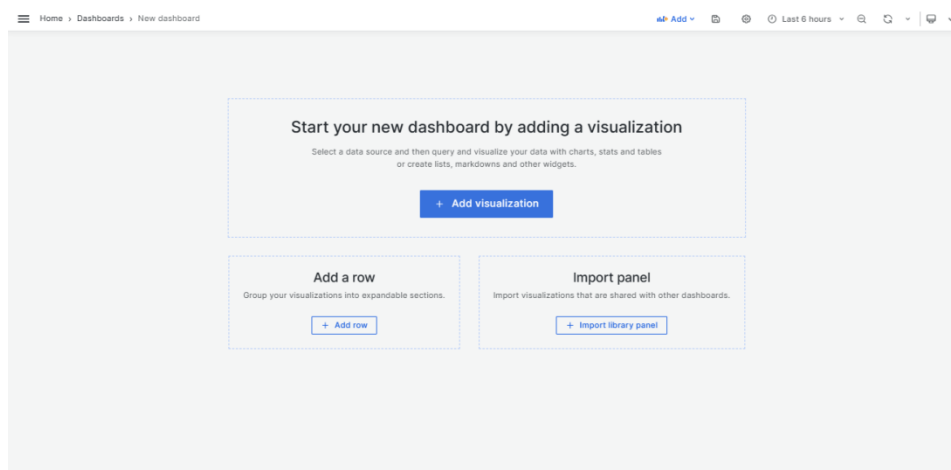 Home › Dashboards › New dashboard
Add
Last 6 hours
Start your new dashboard by adding a visualization
Select a data source and then query and visualize your data with charts, stats and tables
or create lists, markdowns and other widgets.
+ Add visualization
Add a row
Group your visualizations into expandable sections.
+ Add row
Import panel
Import visualizations that are shared with other dashboards.
+ Import library panel